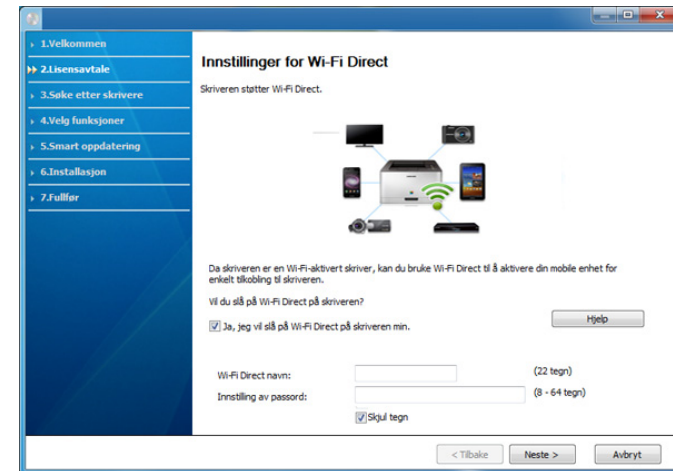 1.Velkommen
2.Lisensavtale
3.Søke etter skrivere
4.Velg funksjoner
5.Smart oppdatering
6.Installasjon
7.Fullfør
Innstillinger for Wi-Fi Direct
Skriveren støtter Wi-Fi Direct.
Da skriveren er en Wi-Fi-aktivert skriver, kan du bruke Wi-Fi Direct til å aktivere din mobile enhet for
enkelt tilkobling til skriveren.
Vil du slå på Wi-Fi Direct på skriveren?
Ja, jeg vil slå på Wi-Fi Direct på skriveren min.
Hjelp
Wi-Fi Direct navn:
(22 tegn)
Innstilling av passord:
(8 - 64 tegn)
Skjul tegn
< Tilbake
Neste >
Avbryt